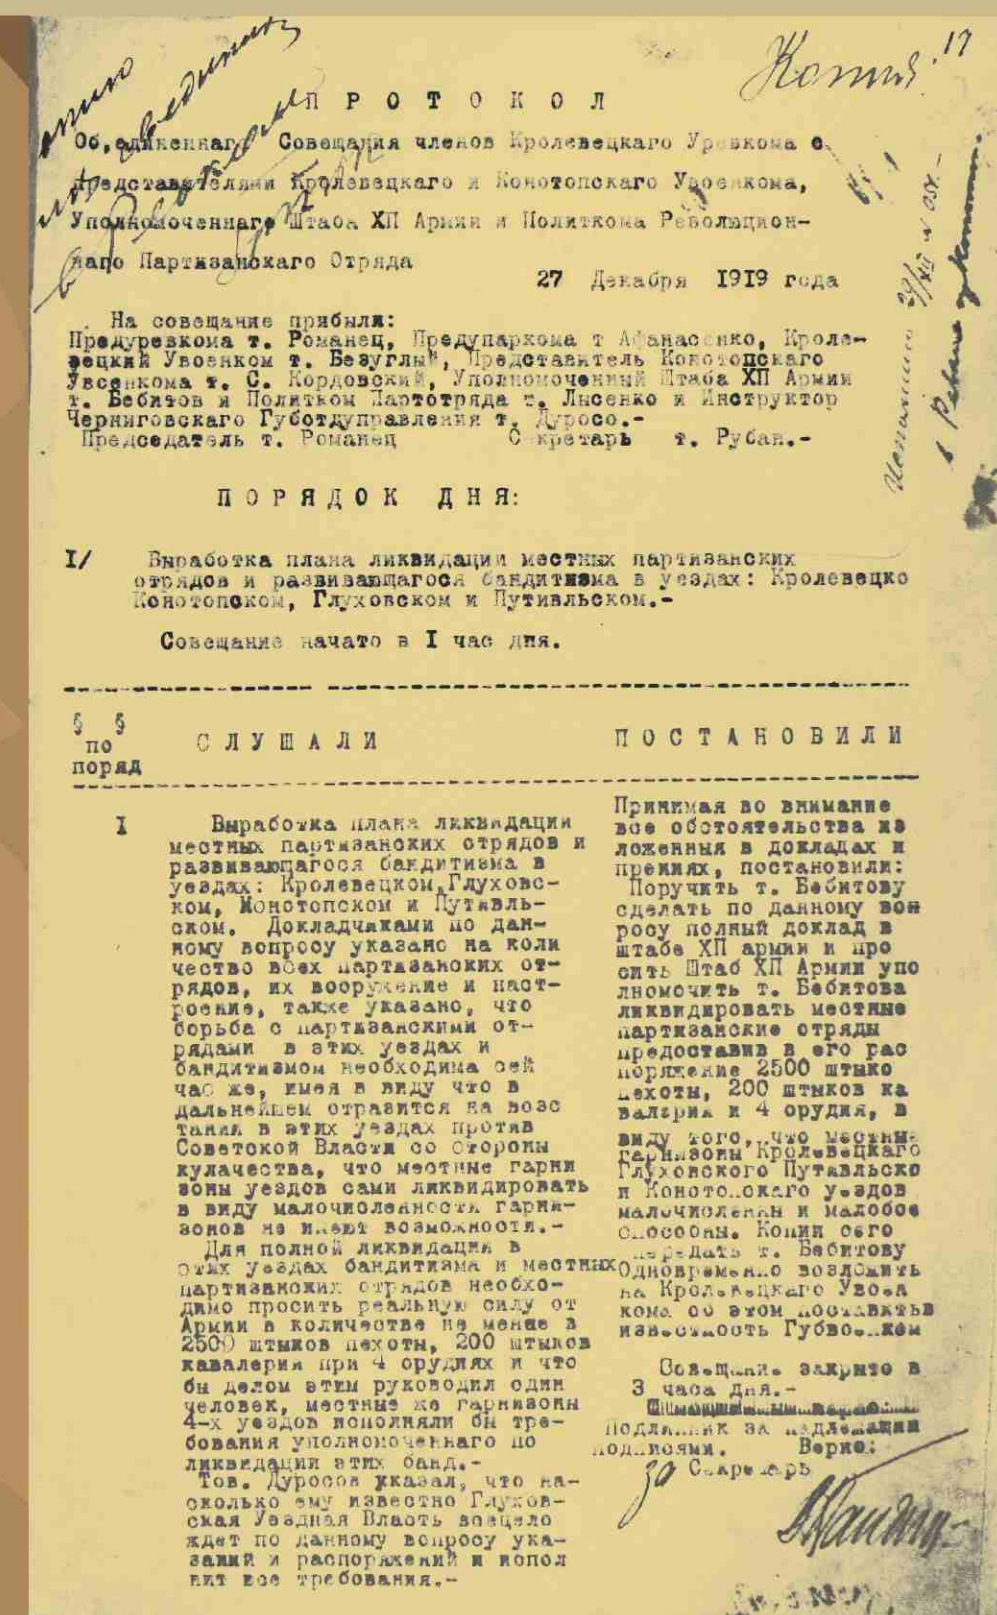 Копия. 17
П Р О Т О К О Л
Об,единеннаго Совещания членов Кролевецкаго Уревкома с
Представителями Кролевецкаго и Конотопскаго Увоенкома,
Уполномоченнаго Штаба ХП Армии и Политкома Революцион-
наго Партизанскаго Отряда
27 Декабря 1919 года
На совещание прибыли:
Предуревкома т. Романец, Предупаркома т Афанасенко, Кроле-
вецкий Увоенком т. Безуглый, Представитель Конотопскаго
Увоенкома т. С. Кордовский, Уполномоченный Штаба ХП Армии
т. Бебитов и Политком Партотряда т. Лысенко и Инструктор
Черниговскаго Губотдуправления т. Дуросо.-
Председатель т. Романец Секретарь т. Рубан.-
П О Р Я Д О К Д Н Я:
I/ Выработка плана ликвидации местных партизанских
отрядов и развивающагося бандитизма в уездах: Кролевецко
Конотопском, Глуховском и Путивльском.-
Совещание начато в I час дня.
§ §
по
поряд
С Л У Ш А Л И
I Выработка плана ликвидации
местных партизанских отрядов и
развивающагося бандитизма в
уездах: Кролевецком,Глуховс-
ком, Монотопском и Путивль-
ском. Докладчиками по дан-
ному вопросу указано на коли
чество всех партизанских от-
рядов, их вооружение и наст-
роение, также указано, что
борьба с партизанскими от-
рядами в этих уездах и
бандитизмом необходима сей
час же, имея в виду что в
дальнейшем отразится на возс
тания в этих уездах против
Советской Власти со стороны
кулачества, что местные гарни
зоны уездов сами ликвидировать
в виду малочисленности гарни-
зонов не имеют возможности.-
Для полной ликвидации в
этих уездах бандитизма и местных
партизанских отрядов необхо-
димо просить реальную силу от
Армии в количестве не менее в
2500 штыков пехоты, 200 штыков
кавалерии при 4 орудиях и что
бы делом этим руководил один
человек, местные же гарнизоны
4-х уездов исполняли бы тре-
бования уполномоченнаго по
ликвидации этих банд.-
Тов. Дуросов указал, что на-
сколько ему известно Глухов-
ская Уездная Власть всецело
ждет по данному вопросу ука-
заний и распоряжений и испол
нит все требования.-
П О С Т А Н О В И Л И
Принимая во внимание
все обстоятельства из
ложенныя в докладах и
прениях, постановили:
Поручить т. Бебитову
сделать по данному воп
росу полный доклад в
штабе ХП армии и про
сить Штаб ХП Армии упо
лномочить т. Бебитова
ликвидировать местные
партизанские отряды
предоставив в его рас
поряжение 2500 штыко
пехоты, 200 штыков ка
валерии и 4 орудия, в
виду того, что местные
гарнизоны Кролевецкаго
Глуховского Путивльско
и Конотопскаго уездов
малочисленны и малобое
способны. Копии сего
передать т. Бебитову
Одновременно возложить
на Кролевецкаго Увоен
кома об этом поставитьв
известность Губвоенком
Совещание закрыто в
3 часа дня.-
Подлинник за надлежащими
подписями. Верно:
За Секретарь